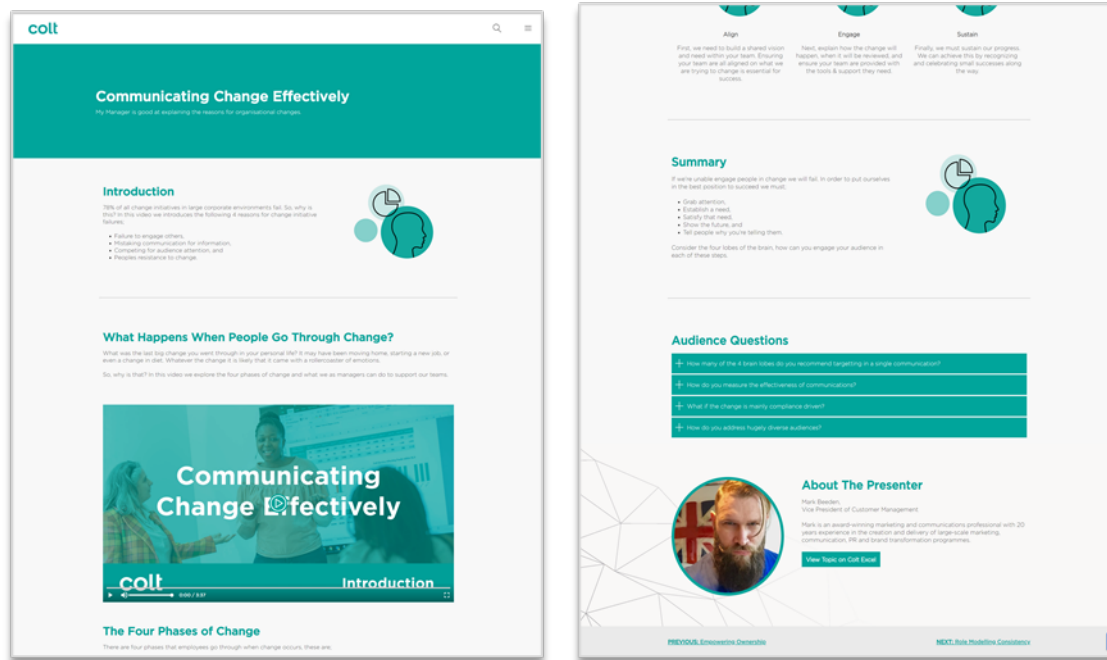 colt
Communicating Change Effectively
My Manager is good at explaining the reasons for organisational changes
Introduction
78% of all change initiatives in large corporate environments fail. So, why is
this? In this video we introduces the following 4 reasons for change initiative
failures;
• Failure to engage others,
• Mistaking communication for information,
• Competing for audience attention, and
• Peoples resistance to change.
What Happens When People Go Through Change?
What was the last big change you went through in your personal life? It may have been moving home, starting a new job, or
even a change in diet. Whatever the change it is likely that it came with a rollercoaster of emotions.
So, why is that? In this video we explore the four phases of change and what we as managers can do to support our teams.
Communicating
Change Effectively
colt
Introduction
0:00 / 3:57
The Four Phases of Change
There are four phases that employees go through when change occurs, these are:
Align
First, we need to build a shared vision
and need within your team. Ensuring
your team are all aligned on what we
are trying to change is essential for
success.
Engage
Next, explain how the change will
happen, when it will be reviewed, and
ensure your team are provided with
the tools & support they need.
Sustain
Finally, we must sustain our progress.
We can achieve this by recognizing
and celebrating small successes along
the way.
Summary
If we're unable engage people in change we will fail. In order to put ourselves
in the best position to succeed we must:
• Grab attention,
• Establish a need,
• Satisfy that need,
• Show the future, and
• Tell people why you're telling them.
Consider the four lobes of the brain, how can you engage your audience in
each of these steps.
Audience Questions
How many of the 4 brain lobes do you recommend targetting in a single communication?
How do you measure the effectiveness of communications?
What if the change is mainly compliance driven?
How do you address hugely diverse audiences?
About The Presenter
Mark Beeden,
Vice President of Customer Management
Mark is an award-winning marketing and communications professional with 20
years experience in the creation and delivery of large-scale marketing,
communication, PR and brand transformation programmes.
View Topic on Colt Excel
PREVIOUS: Empowering Ownership
NEXT: Role Modelling Consistency